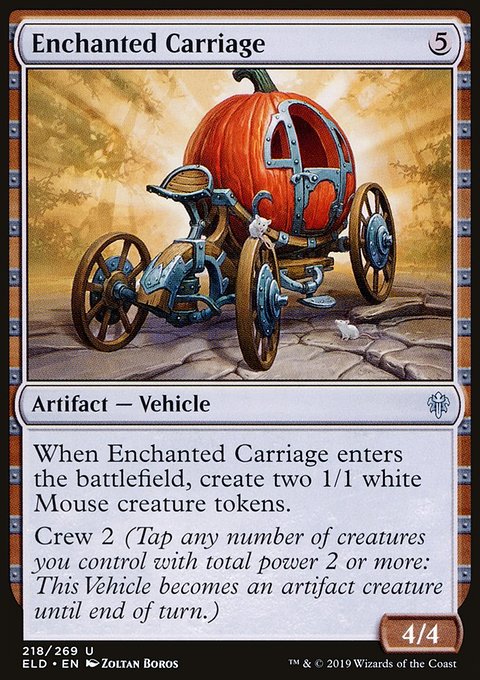 Enchanted Carriage 5
Artifact — Vehicle
When Enchanted Carriage enters
the battlefield, create two 1/1 white
Mouse creature tokens.
Crew 2 (Tap any number of creatures
you control with total power 2 or more:
This Vehicle becomes an artifact creature
until end of turn.)
4/4
218/269 U
ELD • EN Zoltan Boros
™ & © 2019 Wizards of the Coast